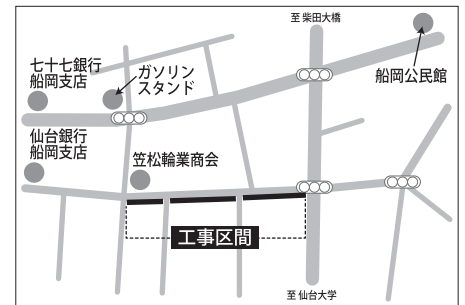 至 柴田大橋
七十七銀行
船岡支店
ガソリン
スタンド
船岡公民館
仙台銀行
船岡支店
笠松輪業商会
工事区間
至 仙台大学